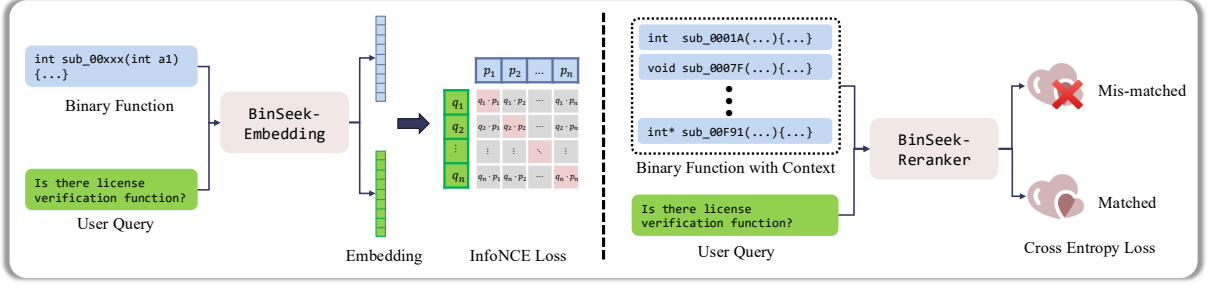 int sub_00xxx(int a1)
{...}
Binary Function
Is there license
verification function?
User Query
BinSeek-
Embedding
Embedding
p1 p2 ... pn
q1 q1·p1 q1·p2 ... q1·pn
q2 q2·p1 q2·p2 ... q2·pn
⋮ ⋮ ⋮ ⋱ ⋮
qn qn·p1 qn·p2 ... qn·pn
InfoNCE Loss
int sub_0001A(...){...}
void sub_0007F(...){...}
int* sub_00F91(...){...}
Binary Function with Context
Is there license
verification function?
User Query
BinSeek-
Reranker
Mis-matched
Matched
Cross Entropy Loss